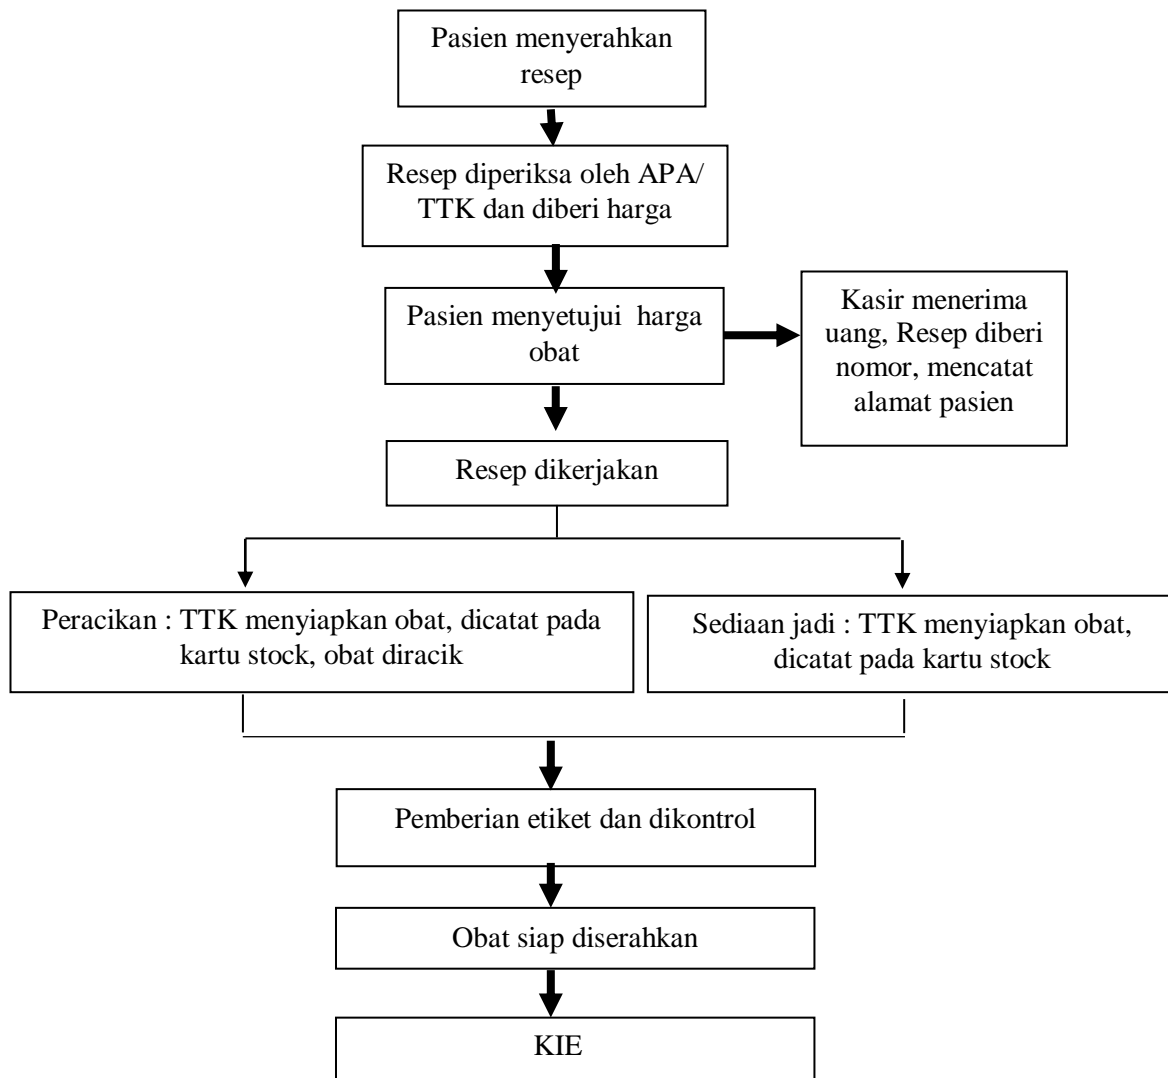 Pasien menyerahkan
resep
Resep diperiksa oleh APA/
TTK dan diberi harga
Pasien menyetujui harga
obat
Kasir menerima
uang, Resep diberi
nomor, mencatat
alamat pasien
Resep dikerjakan
Peracikan : TTK menyiapkan obat, dicatat pada
kartu stock, obat diracik
Sediaan jadi : TTK menyiapkan obat,
dicatat pada kartu stock
Pemberian etiket dan dikontrol
Obat siap diserahkan
KIE